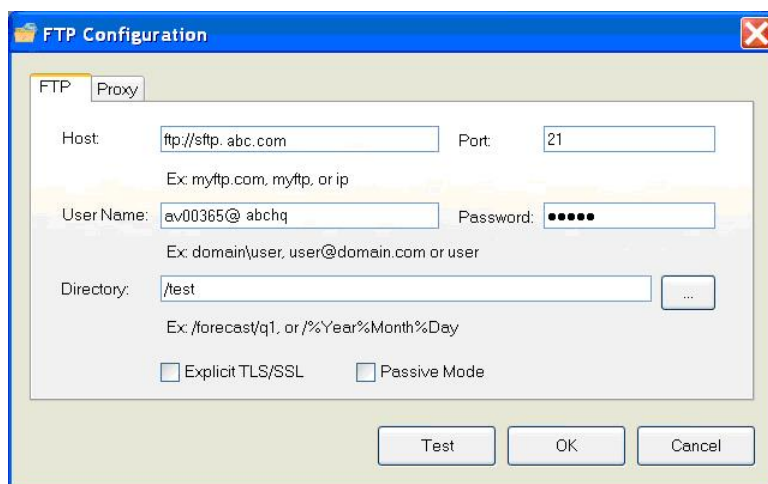 FTP Configuration
FTP Proxy
Host: ftp://sftp. abc.com Port: 21
Ex: myftp.com, myftp, or ip
User Name: av00365@ abchq Password: •••••
Ex: domain\user, user@domain.com or user
Directory: /test ...
Ex: /forecast/q1, or /%Year%Month%Day
Explicit TLS/SSL Passive Mode
Test OK Cancel